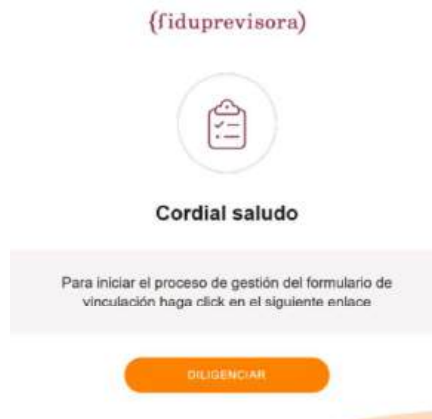 {fiduprevisora)
Cordial saludo
Para iniciar el proceso de gestión del formulario de
vinculación haga click en el siguiente enlace
DILIGENCIAR